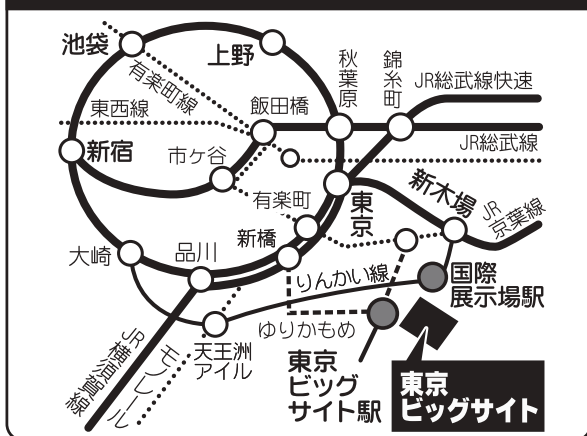 池袋
上野
有楽町線
東西線
飯田橋
秋葉原
錦糸町
JR総武線快速
JR総武線
新宿
市ヶ谷
有楽町
東京
新木場
JR
京葉線
大崎
品川
新橋
りんかい線
国際
展示場駅
ゆりかもめ
天王洲
アイル
JR
横須賀線
モノレール
東京
ビッグ
サイト駅
東京
ビッグサイト